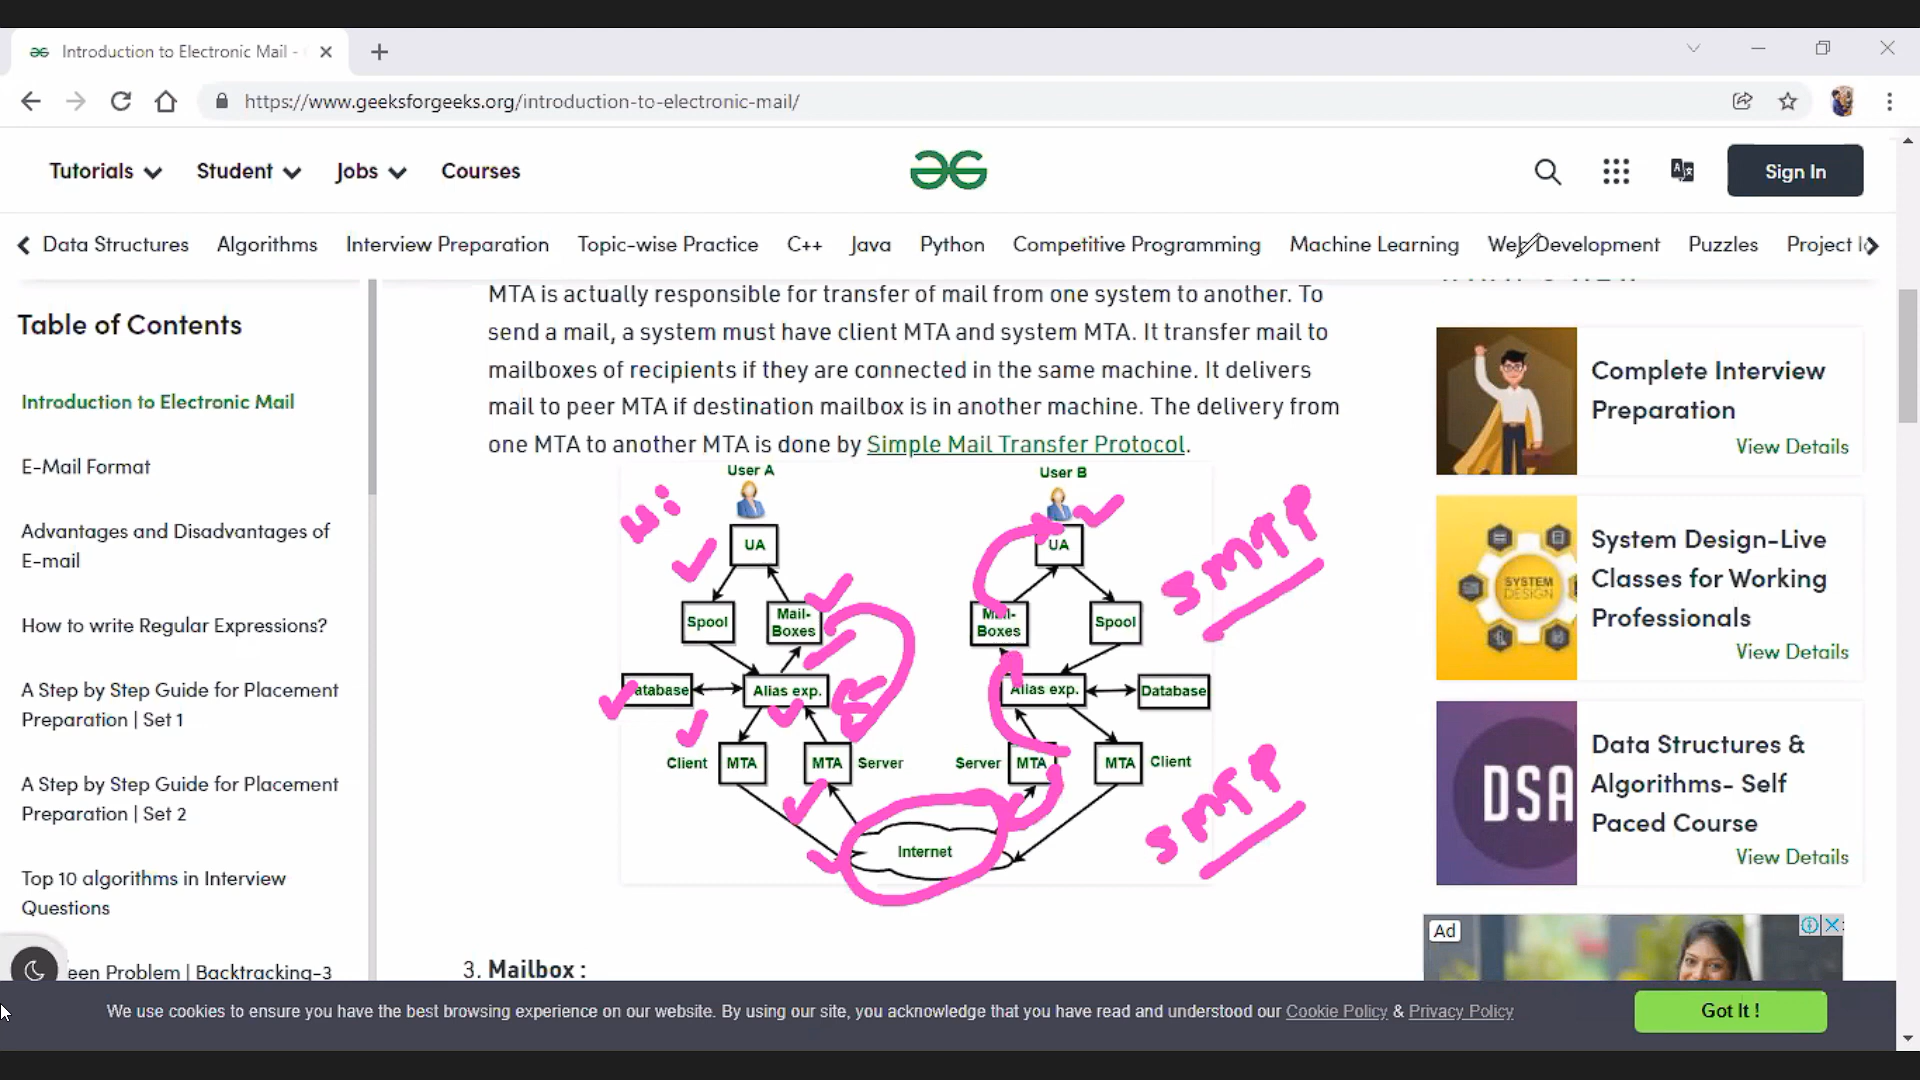 Introduction to Electronic Mail -
https://www.geeksforgeeks.org/introduction-to-electronic-mail/
Tutorials
Student
Jobs
Courses
Sign In
Data Structures
Algorithms
Interview Preparation
Topic-wise Practice
C++
Java
Python
Competitive Programming
Machine Learning
Web Development
Puzzles
Project
Table of Contents
Introduction to Electronic Mail
E-Mail Format
Advantages and Disadvantages of
E-mail
How to write Regular Expressions?
A Step by Step Guide for Placement
Preparation | Set 1
A Step by Step Guide for Placement
Preparation | Set 2
Top 10 algorithms in Interview
Questions
een Problem | Backtracking-3
MTA is actually responsible for transfer of mail from one system to another. To
send a mail, a system must have client MTA and system MTA. It transfer mail to
mailboxes of recipients if they are connected in the same machine. It delivers
mail to peer MTA if destination mailbox is in another machine. The delivery from
one MTA to another MTA is done by Simple Mail Transfer Protocol.
User A
User B
Hi
SMTP
UA
UA
Spool
Mail-
Boxes
Mail-
Boxes
Spool
atabase
Alias exp.
Alias exp.
Database
Client
MTA
MTA
Server
Server
MTA
MTA
Client
SMTP
Internet
3. Mailbox :
Complete Interview
Preparation
View Details
System Design-Live
Classes for Working
Professionals
SYSTEM
DESIGN
View Details
Data Structures &
Algorithms- Self
Paced Course
DSA
View Details
Ad
We use cookies to ensure you have the best browsing experience on our website. By using our site, you acknowledge that you have read and understood our Cookie Policy & Privacy Policy
Got It !